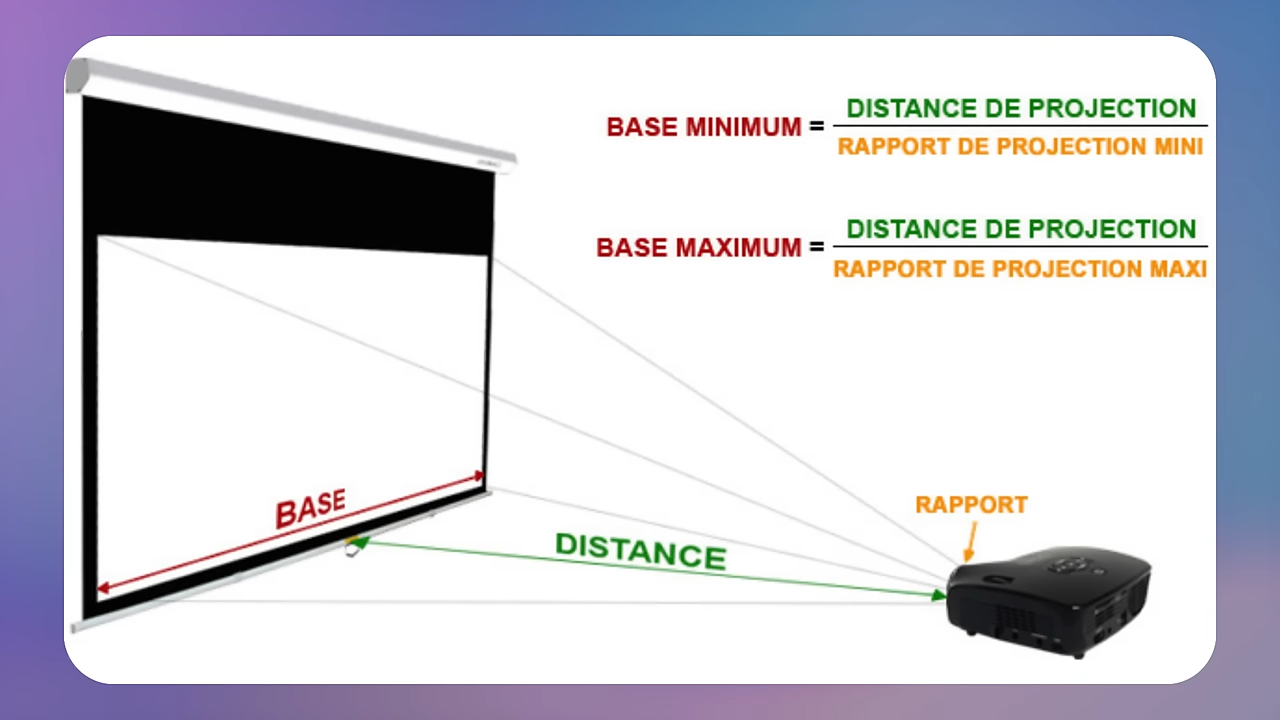 BASE MINIMUM = DISTANCE DE PROJECTION
RAPPORT DE PROJECTION MINI
BASE MAXIMUM = DISTANCE DE PROJECTION
RAPPORT DE PROJECTION MAXI
BASE
DISTANCE
RAPPORT